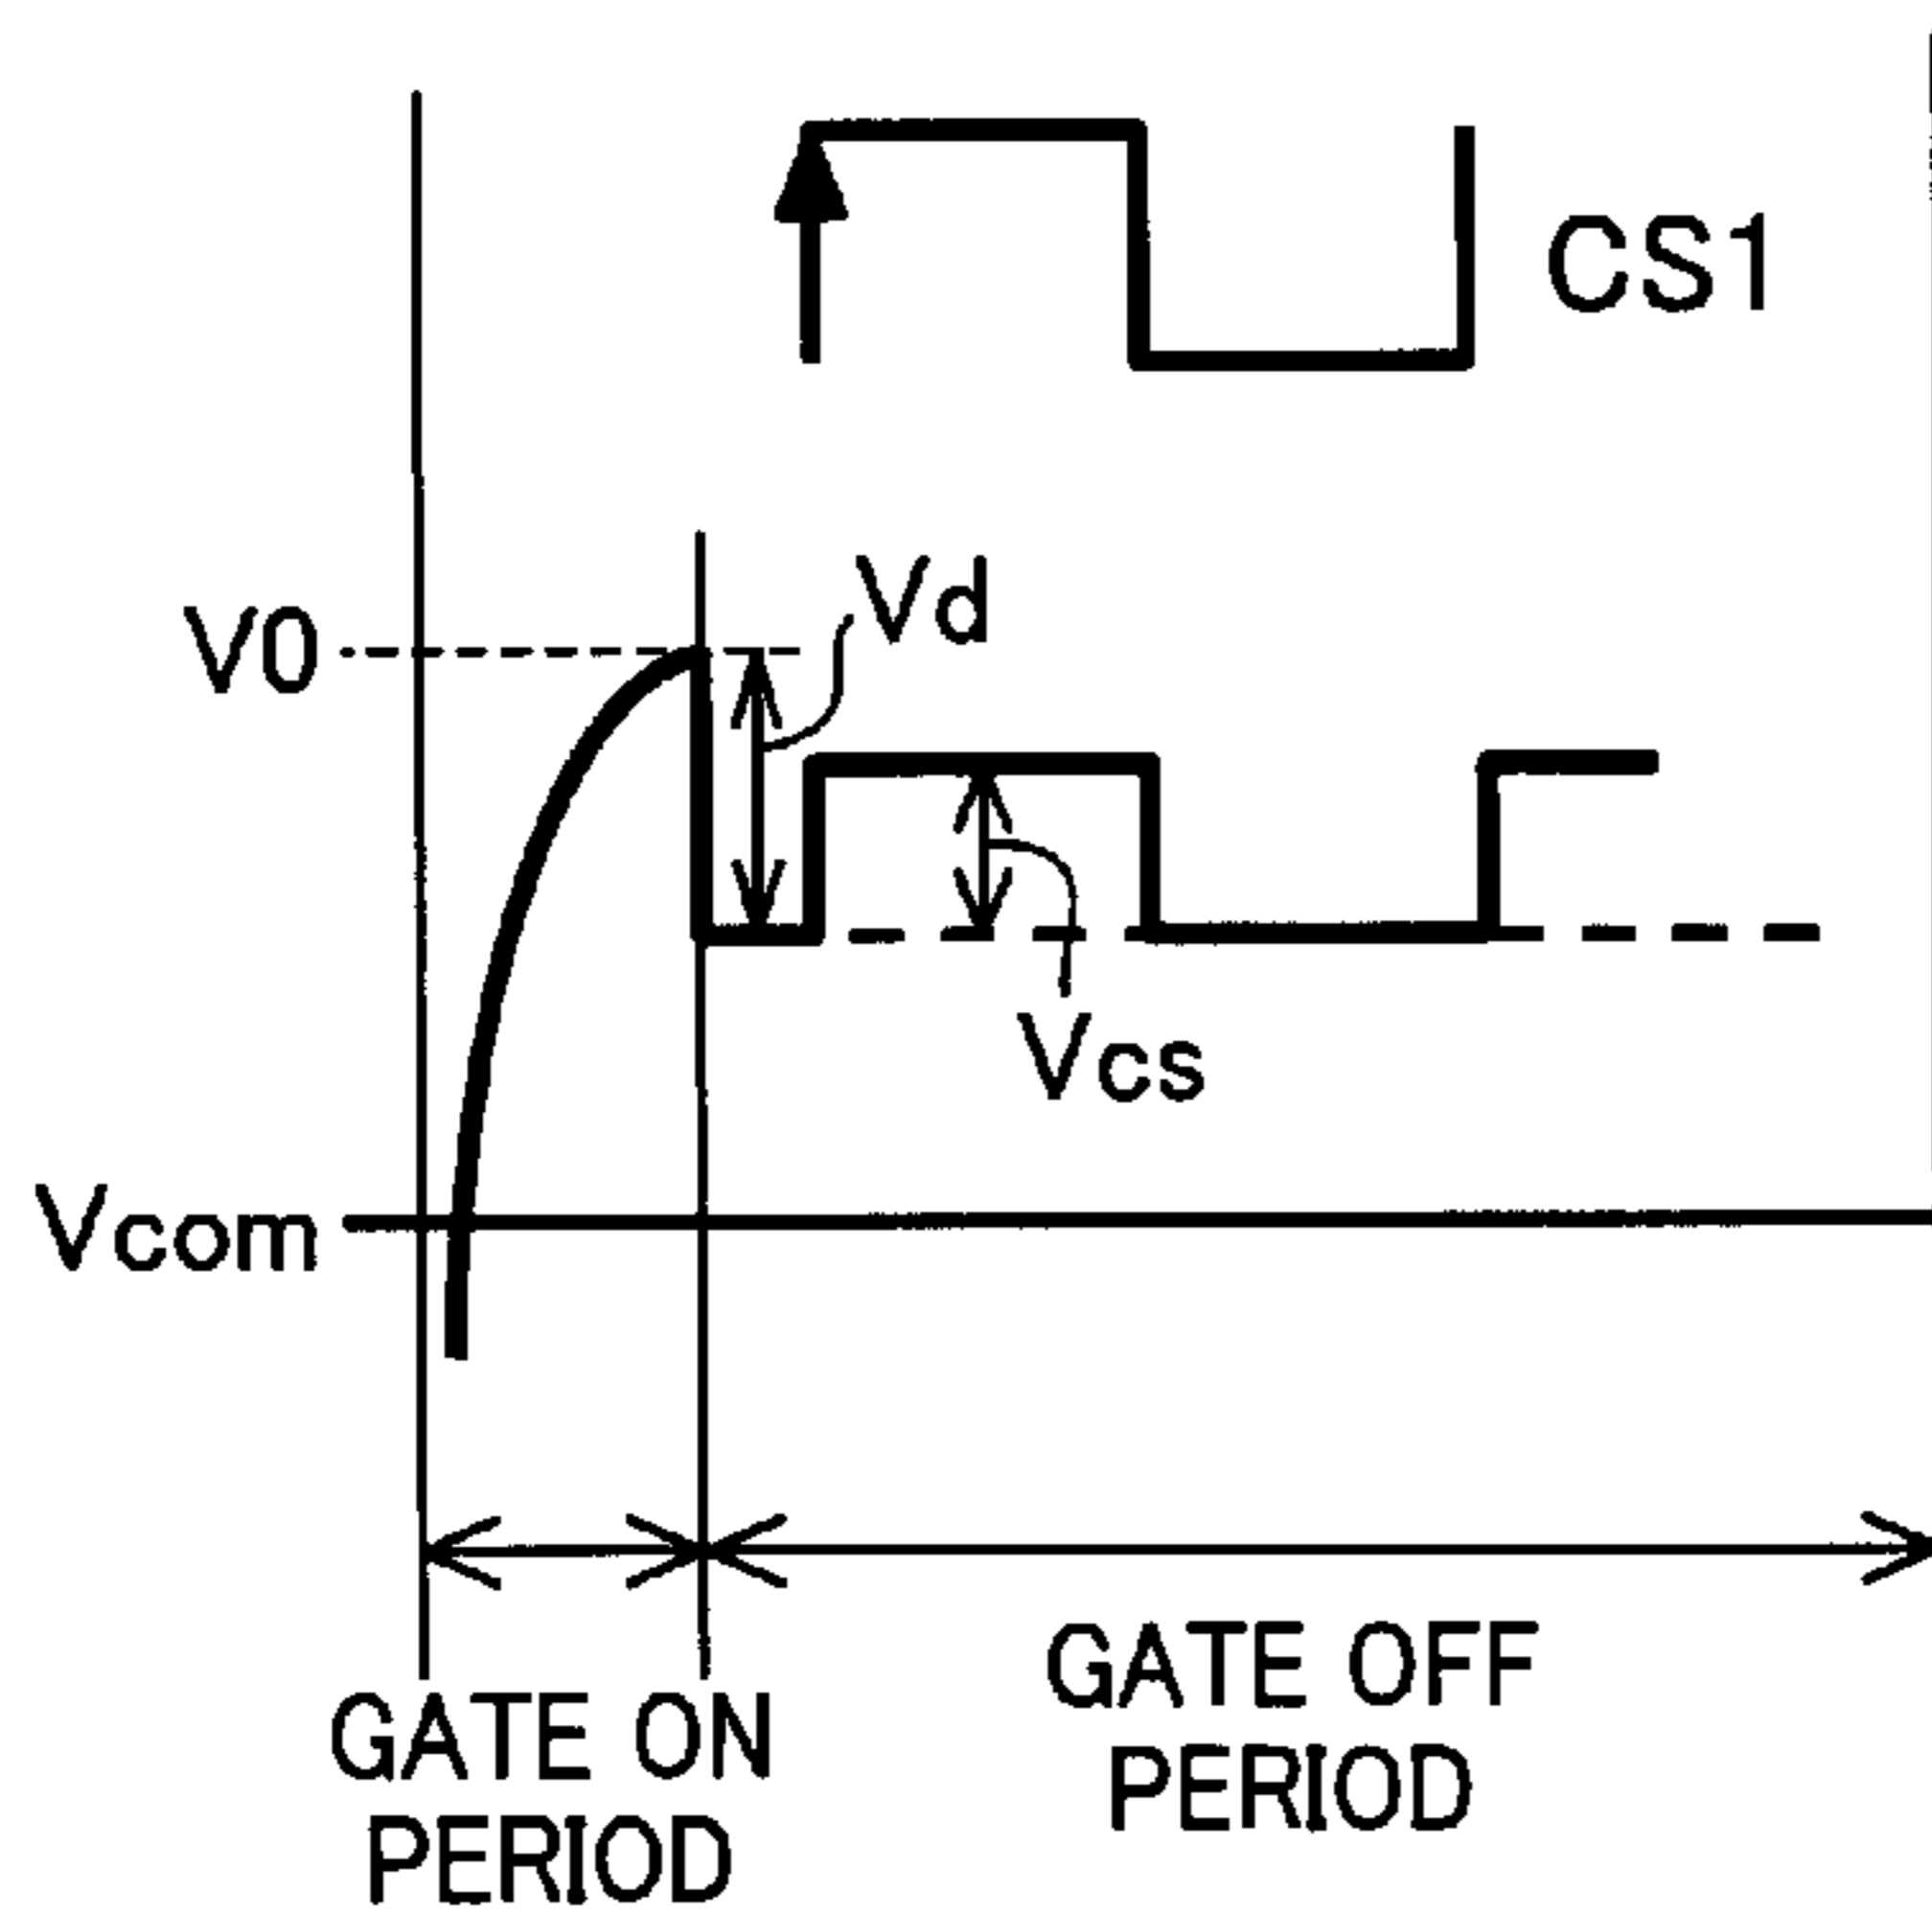 CS1
Vd
V0
Vcs
Vcom
GATE ON
PERIOD
GATE OFF
PERIOD